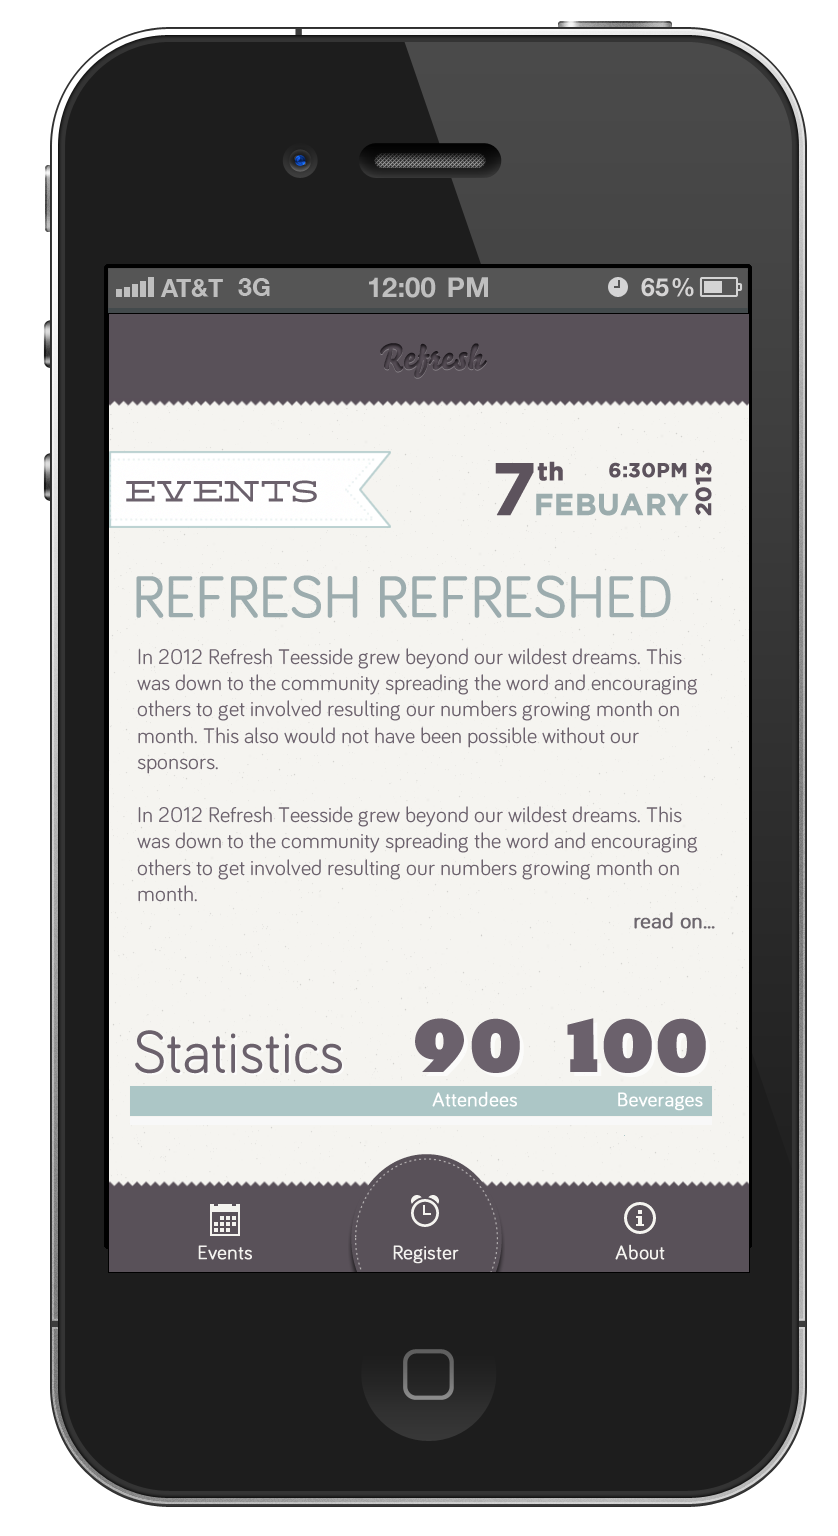 AT&T 3G 12:00 PM 65%
Refresh
EVENTS
7th 6:30PM 2013
FEBUARY
REFRESH REFRESHED
In 2012 Refresh Teesside grew beyond our wildest dreams. This
was down to the community spreading the word and encouraging
others to get involved resulting our numbers growing month on
month. This also would not have been possible without our
sponsors.
In 2012 Refresh Teesside grew beyond our wildest dreams. This
was down to the community spreading the word and encouraging
others to get involved resulting our numbers growing month on
month.
read on...
Statistics 90 100
Attendees Beverages
Events Register About